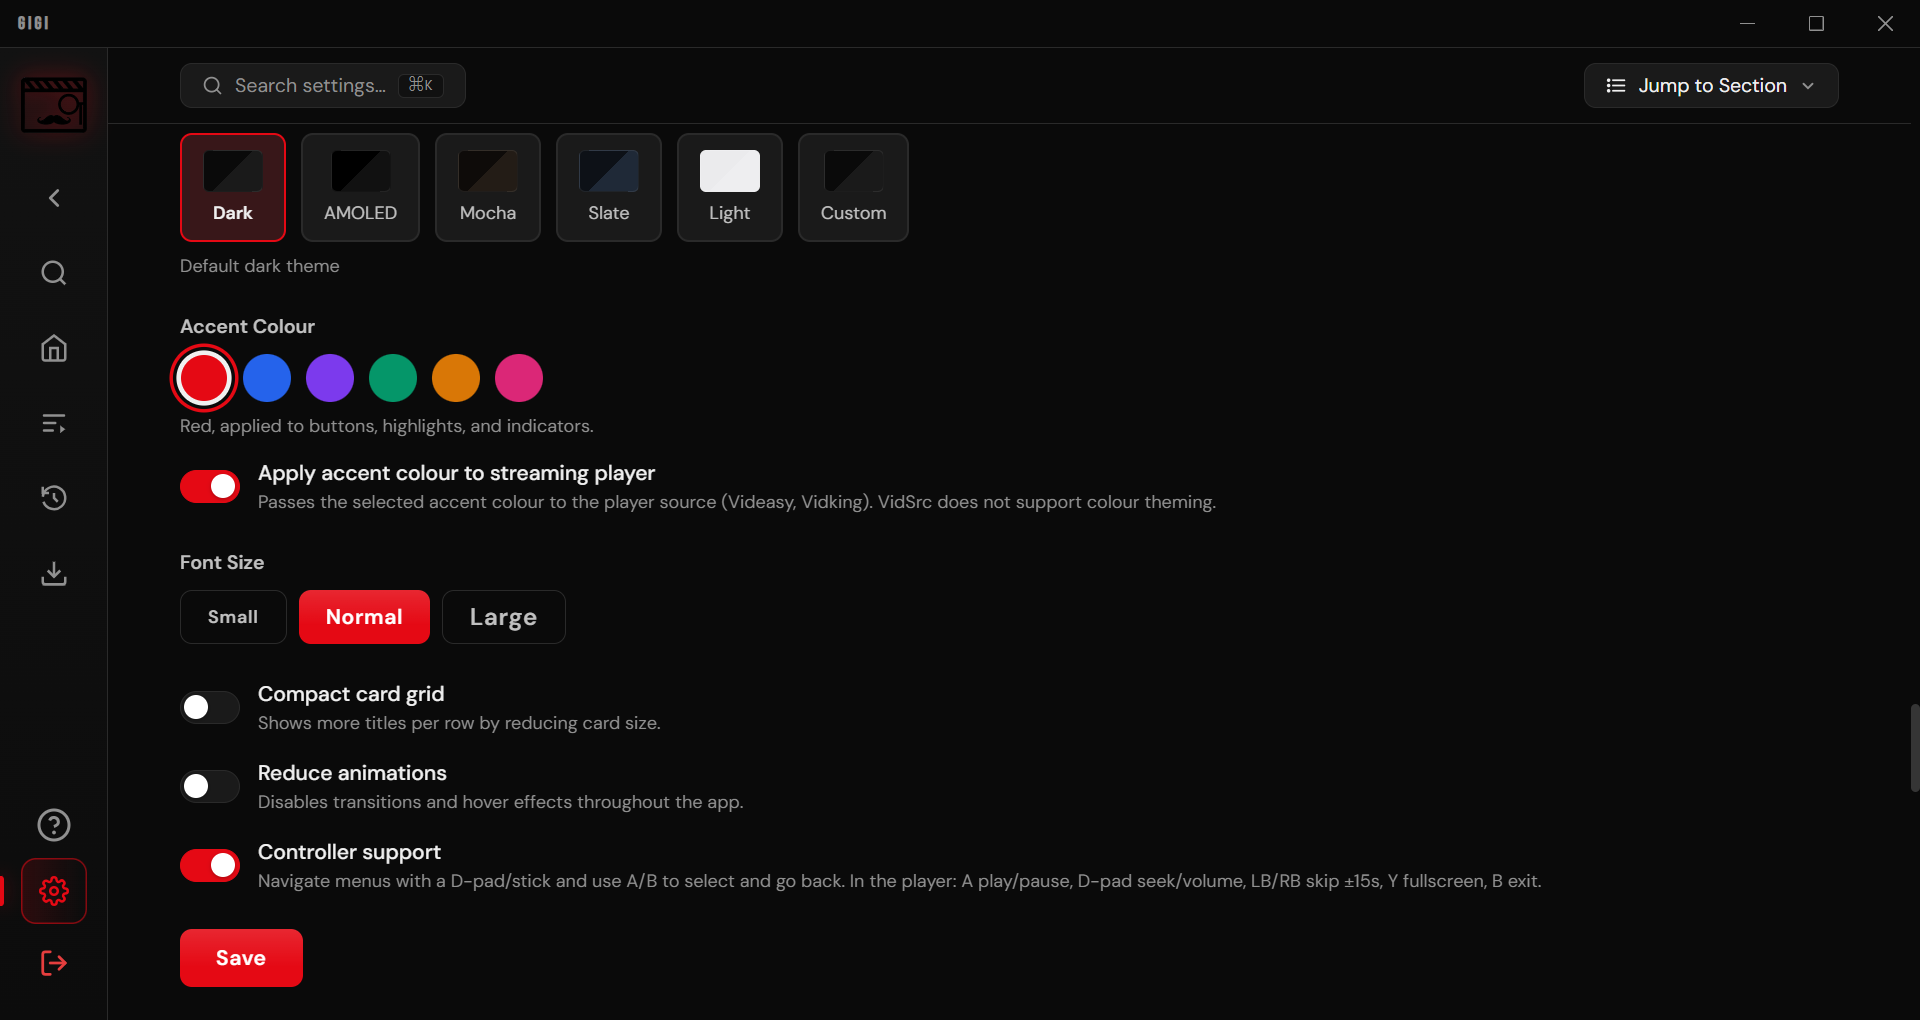 GIGI
Search settings... ⌘K
Jump to Section
Dark
AMOLED
Mocha
Slate
Light
Custom
Default dark theme
Accent Colour
Red, applied to buttons, highlights, and indicators.
Apply accent colour to streaming player
Passes the selected accent colour to the player source (Videasy, Vidking). VidSrc does not support colour theming.
Font Size
Small
Normal
Large
Compact card grid
Shows more titles per row by reducing card size.
Reduce animations
Disables transitions and hover effects throughout the app.
Controller support
Navigate menus with a D-pad/stick and use A/B to select and go back. In the player: A play/pause, D-pad seek/volume, LB/RB skip ±15s, Y fullscreen, B exit.
Save